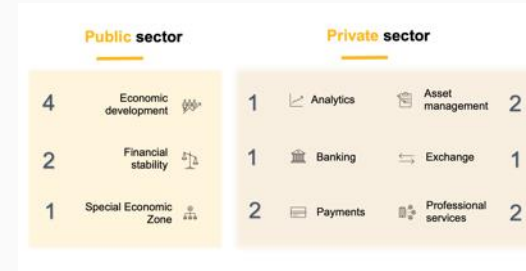 Public sector
Private sector
4
Economic
development
2
Financial
stability
1
Special Economic
Zone
1
Analytics
Asset
management
2
1
Banking
Exchange
1
2
Payments
Professional
services
2